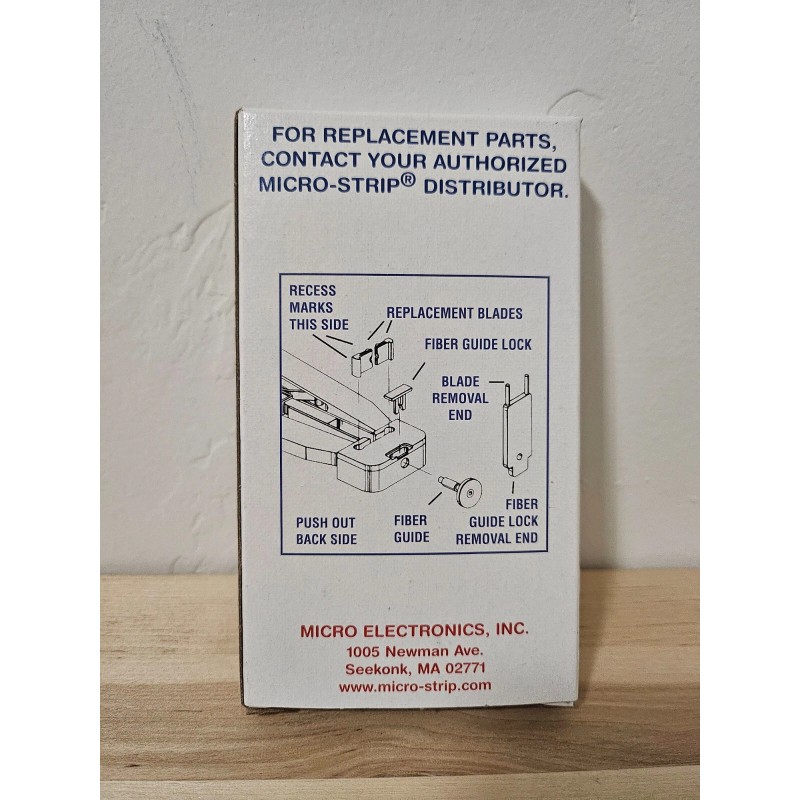 FOR REPLACEMENT PARTS,
CONTACT YOUR AUTHORIZED
MICRO-STRIP® DISTRIBUTOR.
RECESS
MARKS
THIS SIDE
REPLACEMENT BLADES
FIBER GUIDE LOCK
BLADE
REMOVAL
END
PUSH OUT
BACK SIDE
FIBER
GUIDE
FIBER
GUIDE LOCK
REMOVAL END
MICRO ELECTRONICS, INC.
1005 Newman Ave.
Seekonk, MA 02771
www.micro-strip.com